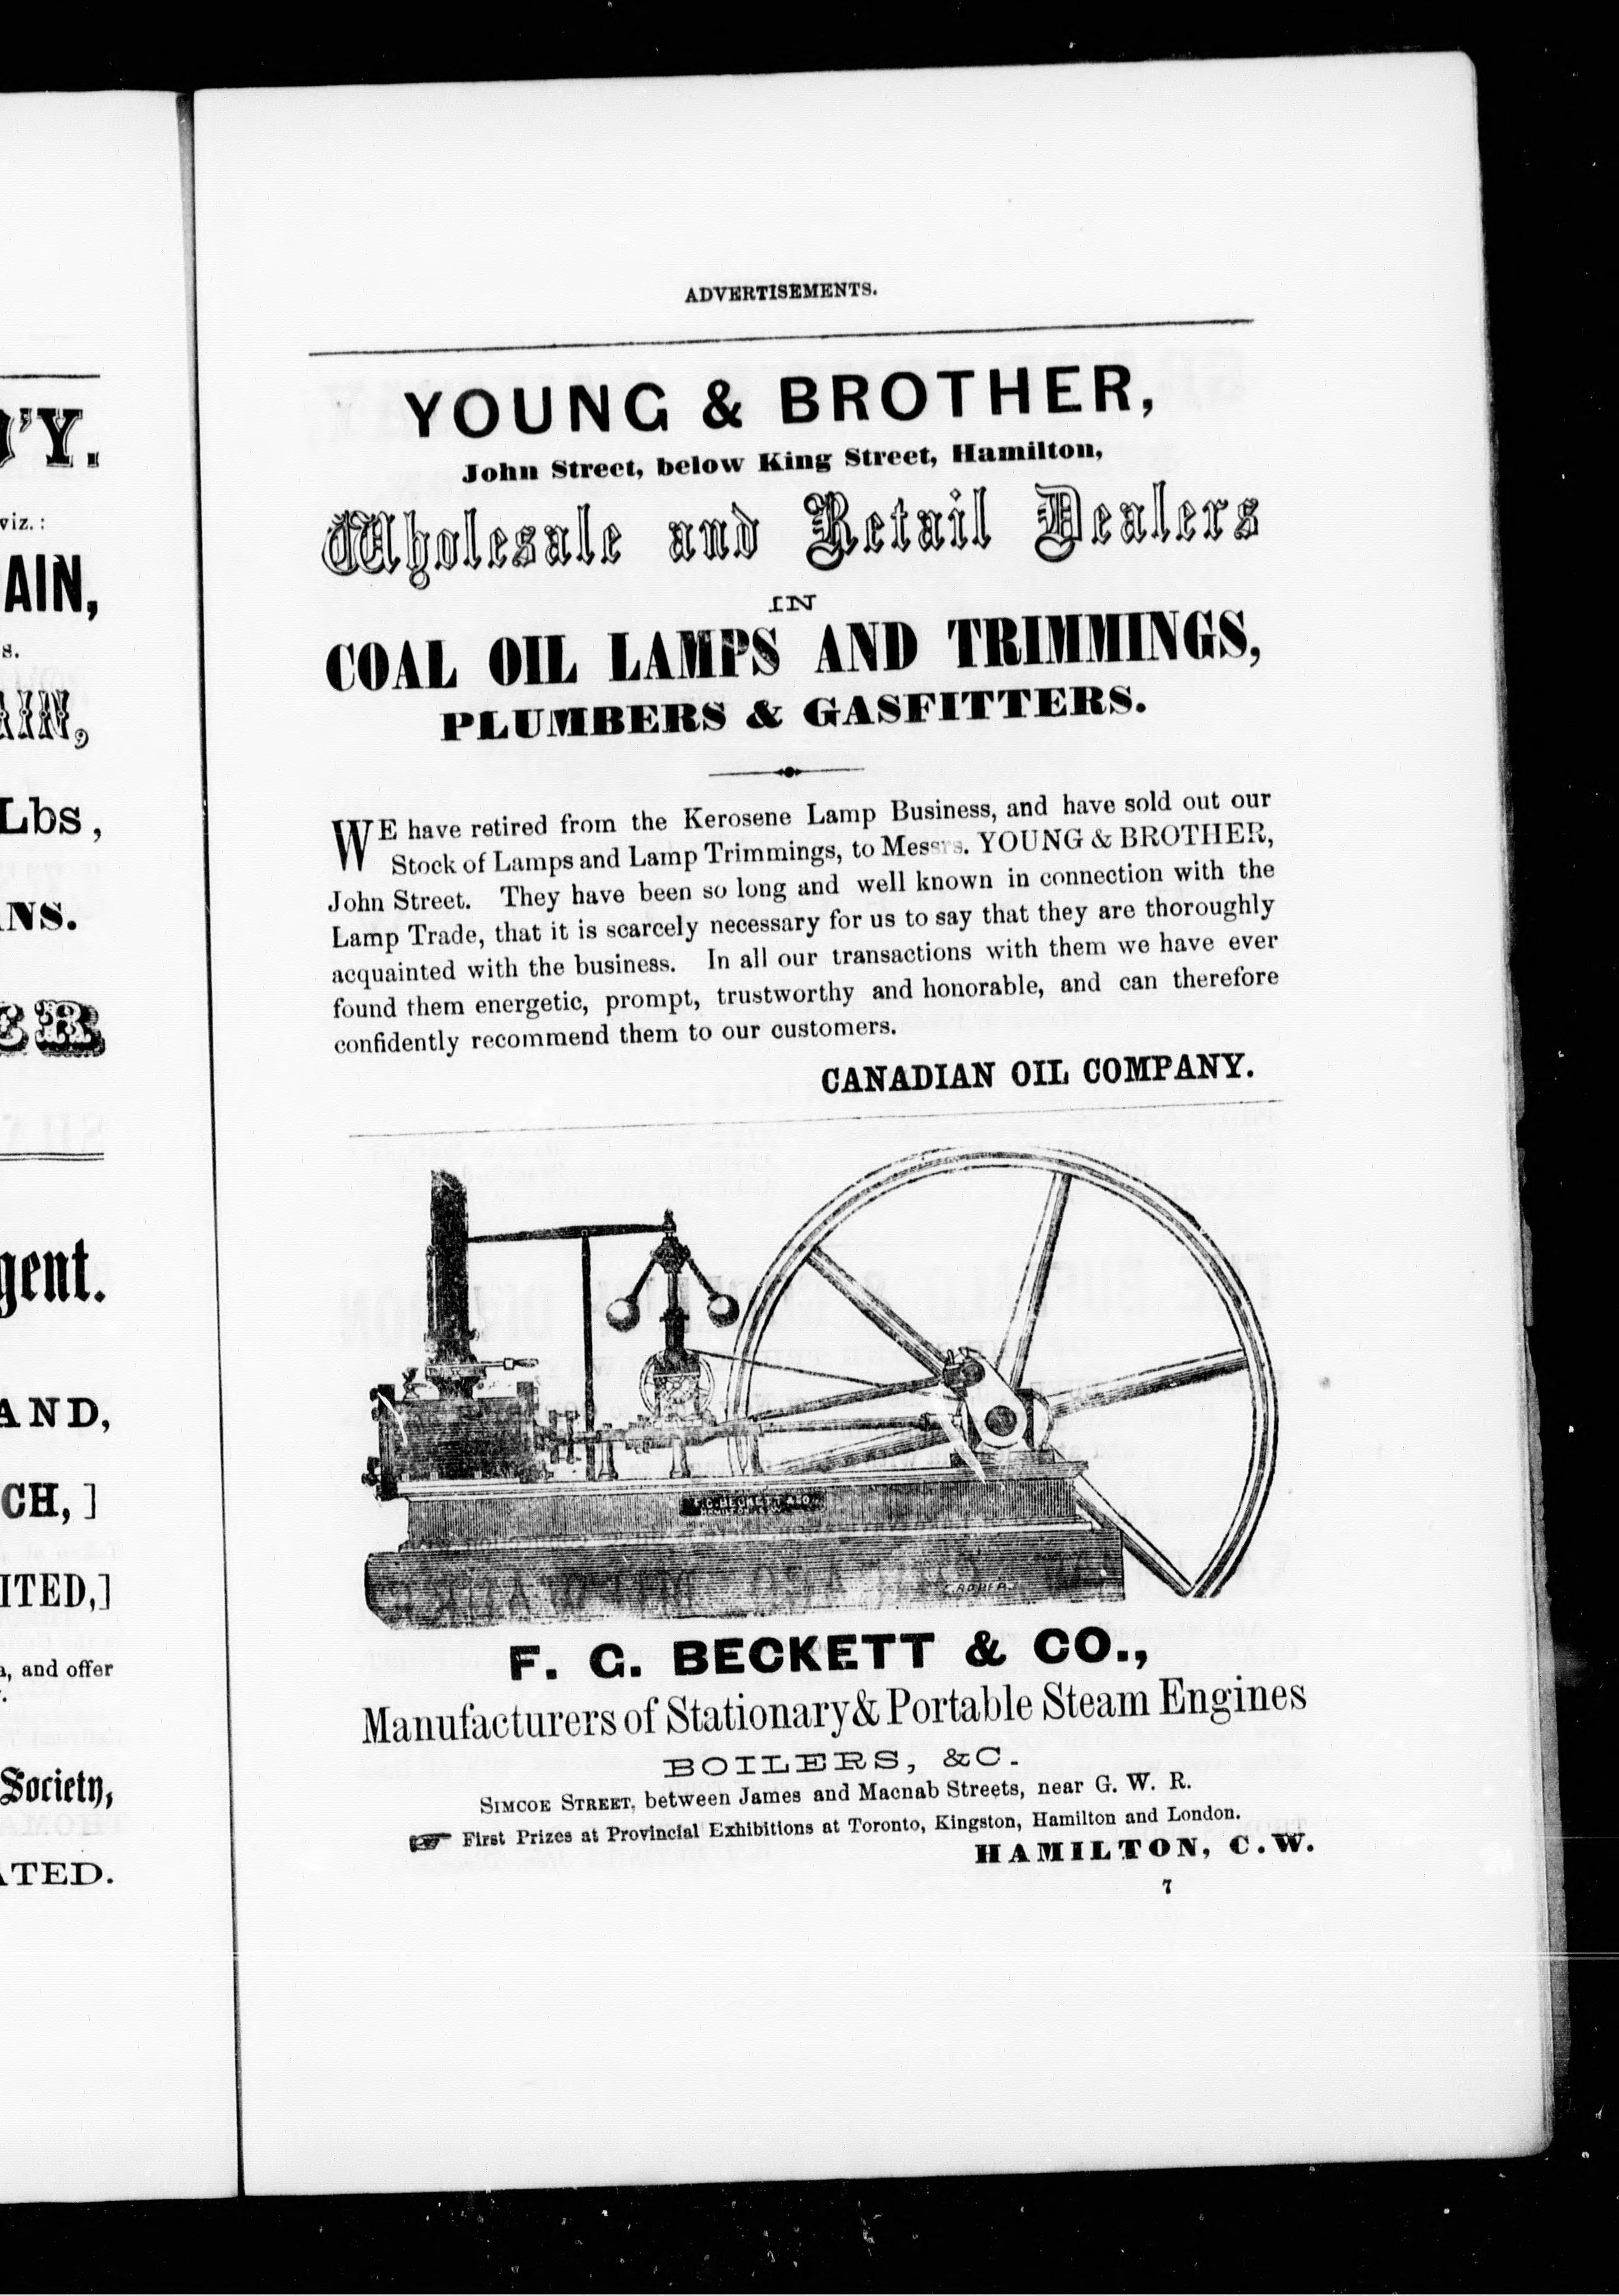 D'Y.
viz. :
AIN,
s.
AIN,
Lbs,
ANS.
ER
gent.
AND,
CH, ]
ITED,]
, and offer
Society,
ATED.
ADVERTISEMENTS.
YOUNG & BROTHER,
John Street, below King Street, Hamilton,
Wholesale and Retail Dealers
IN
COAL OIL LAMPS AND TRIMMINGS,
PLUMBERS & GASFITTERS.
WE have retired from the Kerosene Lamp Business, and have sold out our
Stock of Lamps and Lamp Trimmings, to Messrs. YOUNG & BROTHER,
John Street. They have been so long and well known in connection with the
Lamp Trade, that it is scarcely necessary for us to say that they are thoroughly
acquainted with the business. In all our transactions with them we have ever
found them energetic, prompt, trustworthy and honorable, and can therefore
confidently recommend them to our customers.
CANADIAN OIL COMPANY.
F.G. BECKETT & CO.
F. G. BECKETT & CO.,
Manufacturers of Stationary & Portable Steam Engines
BOILERS, &C.
SIMCOE STREET, between James and Macnab Streets, near G. W. R.
☞ First Prizes at Provincial Exhibitions at Toronto, Kingston, Hamilton and London.
HAMILTON, C.W.
7